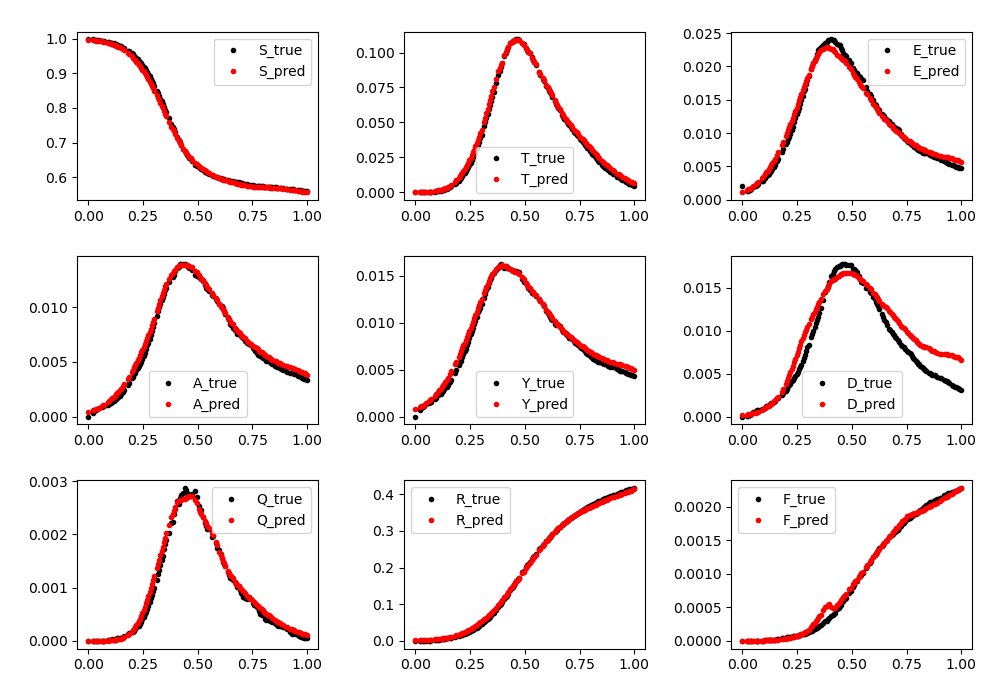 1.0
0.9
0.8
0.7
0.6
0.00 0.25 0.50 0.75 1.00
S_true
S_pred
0.100
0.075
0.050
0.025
0.000
0.00 0.25 0.50 0.75 1.00
T_true
T_pred
0.025
0.020
0.015
0.010
0.005
0.000
0.00 0.25 0.50 0.75 1.00
E_true
E_pred
0.010
0.005
0.000
0.00 0.25 0.50 0.75 1.00
A_true
A_pred
0.015
0.010
0.005
0.000
0.00 0.25 0.50 0.75 1.00
Y_true
Y_pred
0.015
0.010
0.005
0.000
0.00 0.25 0.50 0.75 1.00
D_true
D_pred
0.003
0.002
0.001
0.000
0.00 0.25 0.50 0.75 1.00
Q_true
Q_pred
0.4
0.3
0.2
0.1
0.0
0.00 0.25 0.50 0.75 1.00
R_true
R_pred
0.0020
0.0015
0.0010
0.0005
0.0000
0.00 0.25 0.50 0.75 1.00
F_true
F_pred